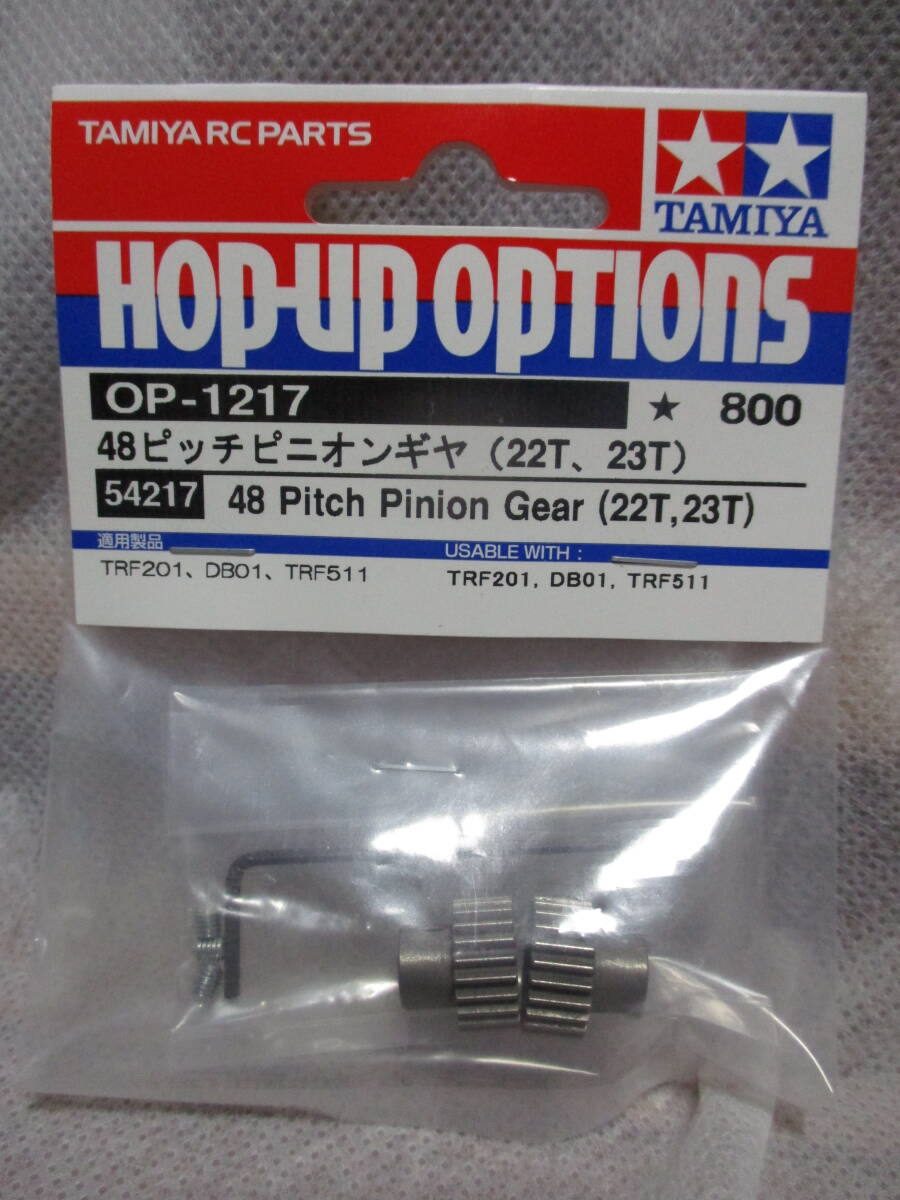 TAMIYA RC PARTS
TAMIYA
HOP-UP OPTIONS
OP-1217 ★ 800
48ピッチピニオンギヤ（22T、23T）
54217 48 Pitch Pinion Gear (22T,23T)
適用製品 USABLE WITH :
TRF201、DB01、TRF511 TRF201, DB01, TRF511